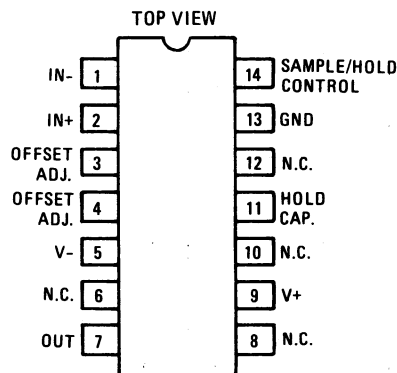 TOP VIEW
IN- 1
14 SAMPLE/HOLD
CONTROL
IN+ 2
13 GND
OFFSET
ADJ. 3
12 N.C.
OFFSET
ADJ. 4
11 HOLD
CAP.
V- 5
10 N.C.
N.C. 6
9 V+
OUT 7
8 N.C.